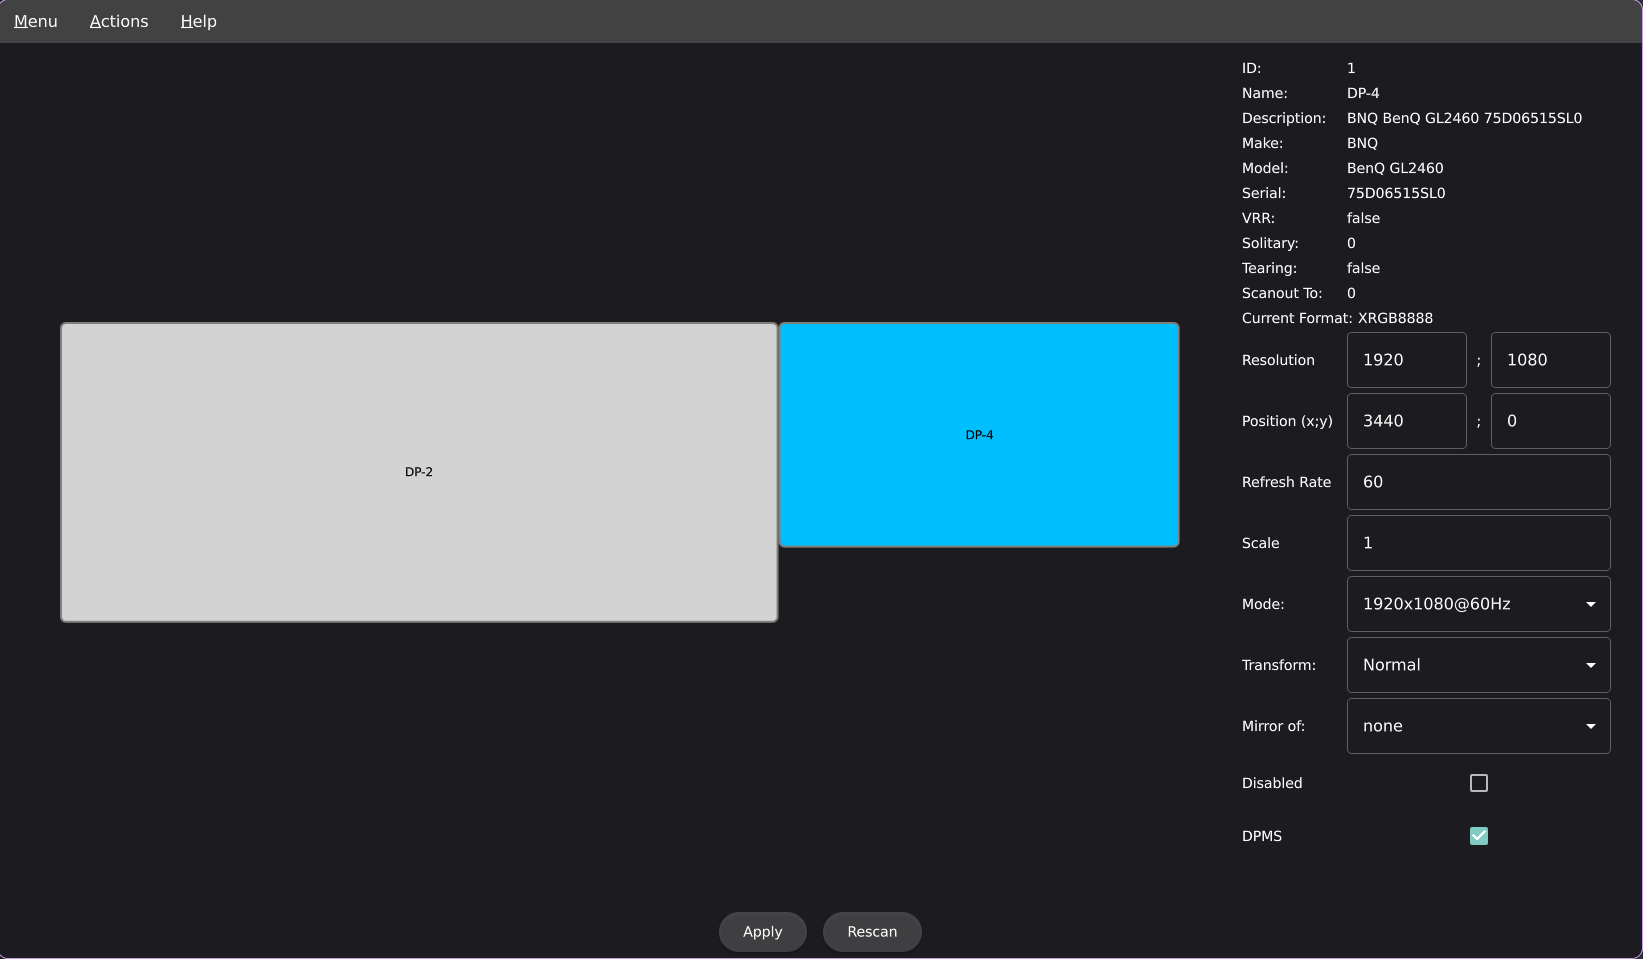 Menu Actions Help
ID: 1
Name: DP-4
Description: BNQ BenQ GL2460 75D06515SL0
Make: BNQ
Model: BenQ GL2460
Serial: 75D06515SL0
VRR: false
Solitary: 0
Tearing: false
Scanout To: 0
Current Format: XRGB8888
Resolution 1920 ; 1080
Position (x;y) 3440 ; 0
Refresh Rate 60
Scale 1
Mode: 1920x1080@60Hz
Transform: Normal
Mirror of: none
Disabled
DPMS
DP-2
DP-4
Apply Rescan